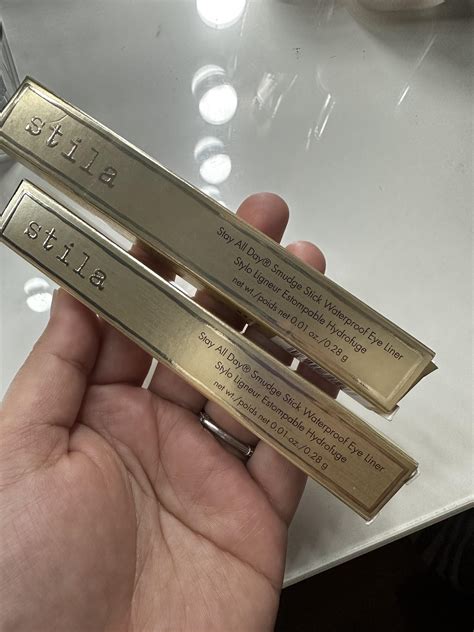 stila
Stay All Day® Smudge Stick Waterproof Eye Liner
Stylo Ligneur Estompable Hydrofuge
net wt./poids net 0.01 oz./0.28 g
stila
Stay All Day® Smudge Stick Waterproof Eye Liner
Stylo Ligneur Estompable Hydrofuge
net wt./poids net 0.01 oz./0.28 g